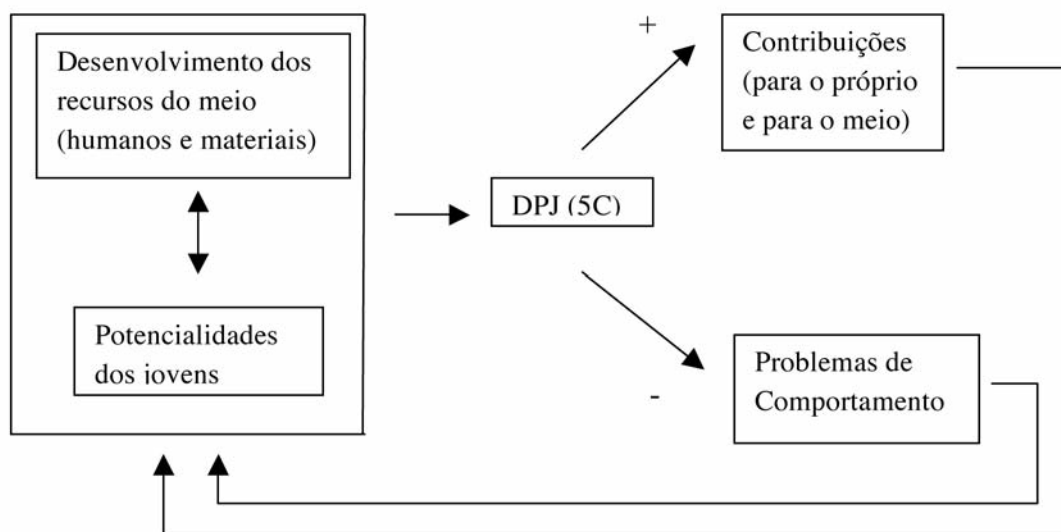 Desenvolvimento dos
recursos do meio
(humanos e materiais)
Potencialidades
dos jovens
DPJ (5C)
+
Contribuições
(para o próprio
e para o meio)
-
Problemas de
Comportamento